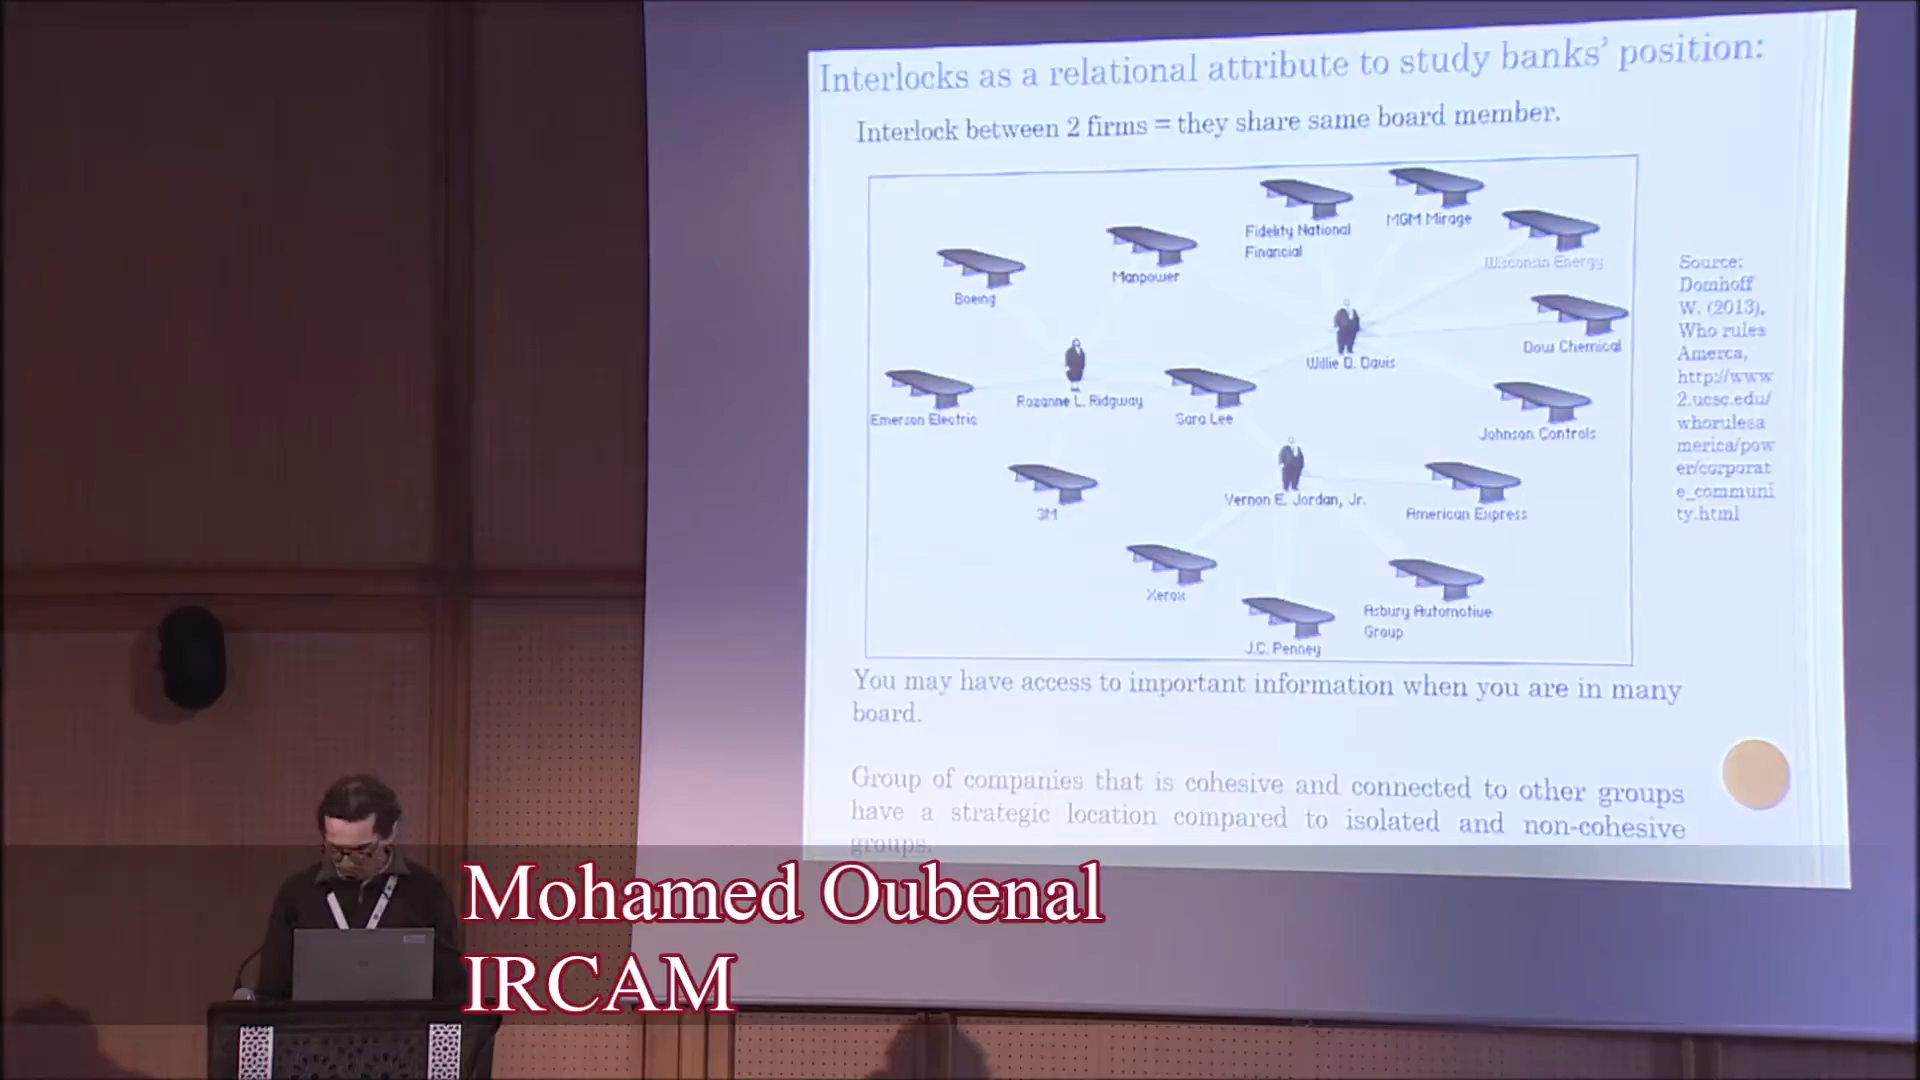 Interlocks as a relational attribute to study banks' position:
Interlock between 2 firms = they share same board member.
Fidelity National
Financial
MGM Mirage
Wisconsin Energy
Manpower
Boeing
Dow Chemical
Willie D. Davis
Rozanne L. Ridgway
Emerson Electric
Sara Lee
Johnson Controls
Vernon E. Jordan, Jr.
American Express
3M
Xerox
Asbury Automotive
Group
J.C. Penney
Source:
Domhoff
W. (2013),
Who rules
Amerca,
http://www
2.ucsc.edu/
whorulesa
merica/pow
er/corporat
e_communi
ty.html
You may have access to important information when you are in many
board.
Group of companies that is cohesive and connected to other groups
have a strategic location compared to isolated and non-cohesive
groups.
Mohamed Oubenal
IRCAM